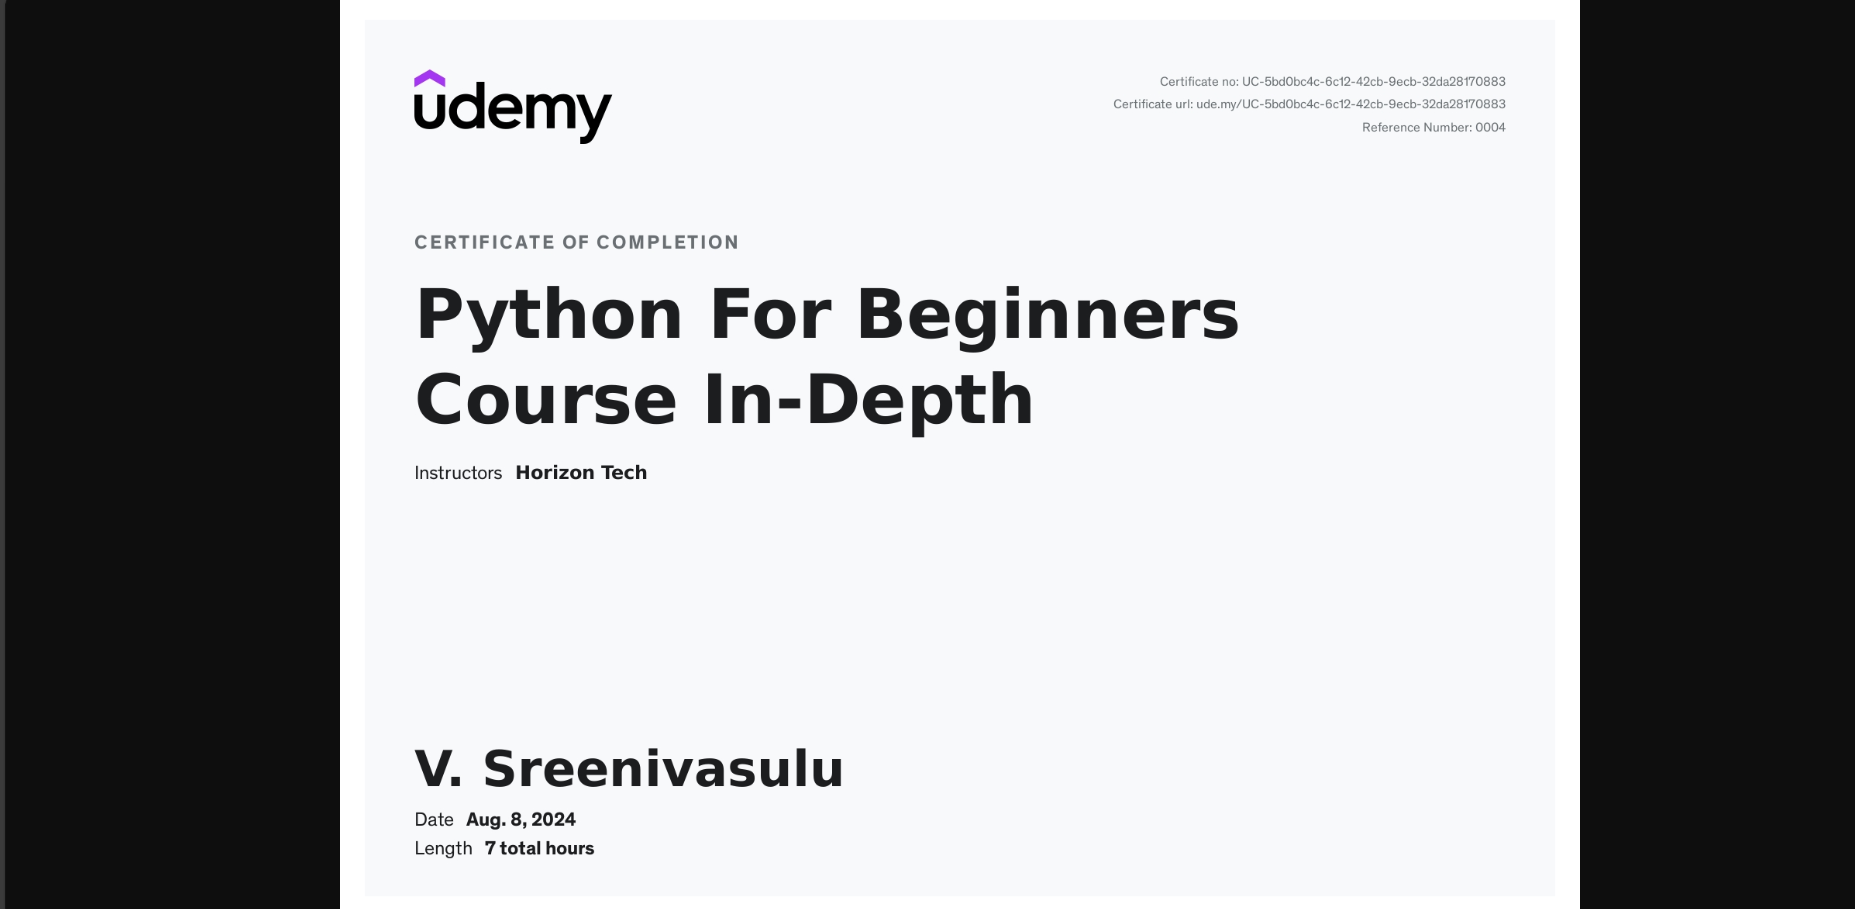 udemy
Certificate no: UC-5bd0bc4c-6c12-42cb-9ecb-32da28170883
Certificate url: ude.my/UC-5bd0bc4c-6c12-42cb-9ecb-32da28170883
Reference Number: 0004
CERTIFICATE OF COMPLETION
Python For Beginners
Course In-Depth
Instructors Horizon Tech
V. Sreenivasulu
Date Aug. 8, 2024
Length 7 total hours